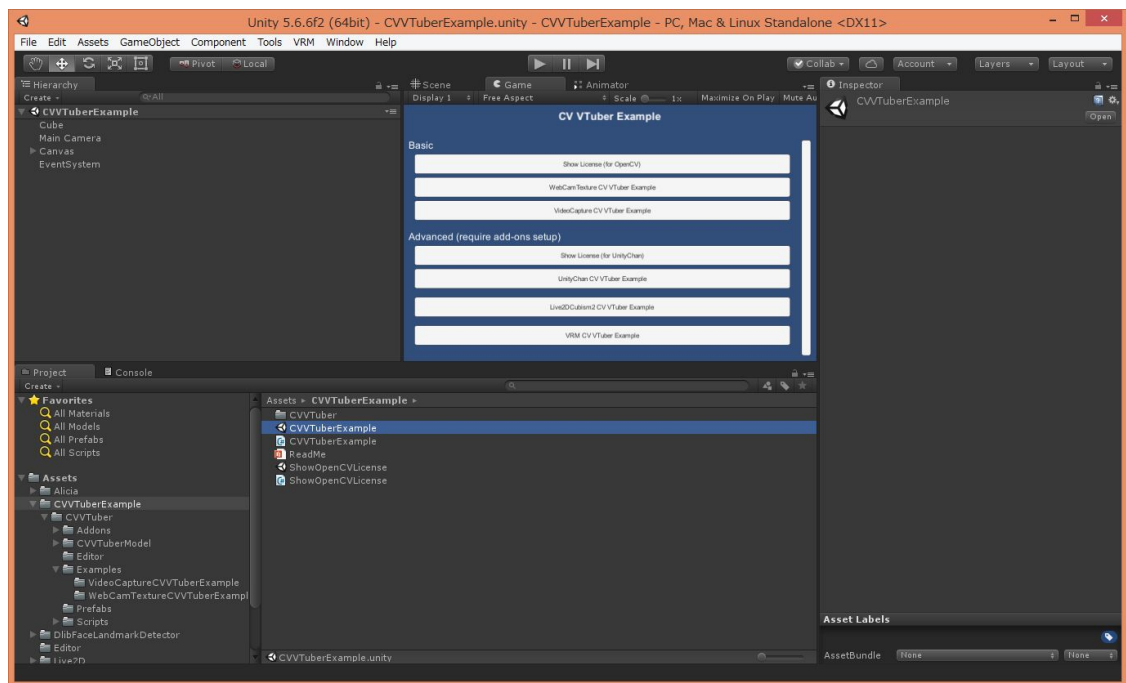 Unity 5.6.6f2 (64bit) - CVVTuberExample.unity - CVVTuberExample - PC, Mac & Linux Standalone <DX11>
File Edit Assets GameObject Component Tools VRM Window Help
Pivot Local
Collab Account Layers Layout
Hierarchy
Create All
CVVTuberExample
Cube
Main Camera
Canvas
EventSystem
Scene Game Animator
Display 1 Free Aspect Scale 1x Maximize On Play Mute Au
CV VTuber Example
Basic
Show License (for OpenCV)
WebCamTexture CV VTuber Example
VideoCapture CV VTuber Example
Advanced (require add-ons setup)
Show License (for UnityChan)
UnityChan CV VTuber Example
Live2DCubism2 CV VTuber Example
VRM CV VTuber Example
Inspector
CVVTuberExample
Open
Project Console
Create
Favorites
All Materials
All Models
All Prefabs
All Scripts
Assets
Alicia
CVVTuberExample
CVVTuber
Addons
CVVTuberModel
Editor
Examples
VideoCaptureCVVTuberExample
WebCamTextureCVVTuberExampl
Prefabs
Scripts
DlibFaceLandmarkDetector
Editor
Live2D
Assets CVVTuberExample
CVVTuber
CVVTuberExample
CVVTuberExample
ReadMe
ShowOpenCVLicense
ShowOpenCVLicense
CVVTuberExample.unity
Asset Labels
AssetBundle None None